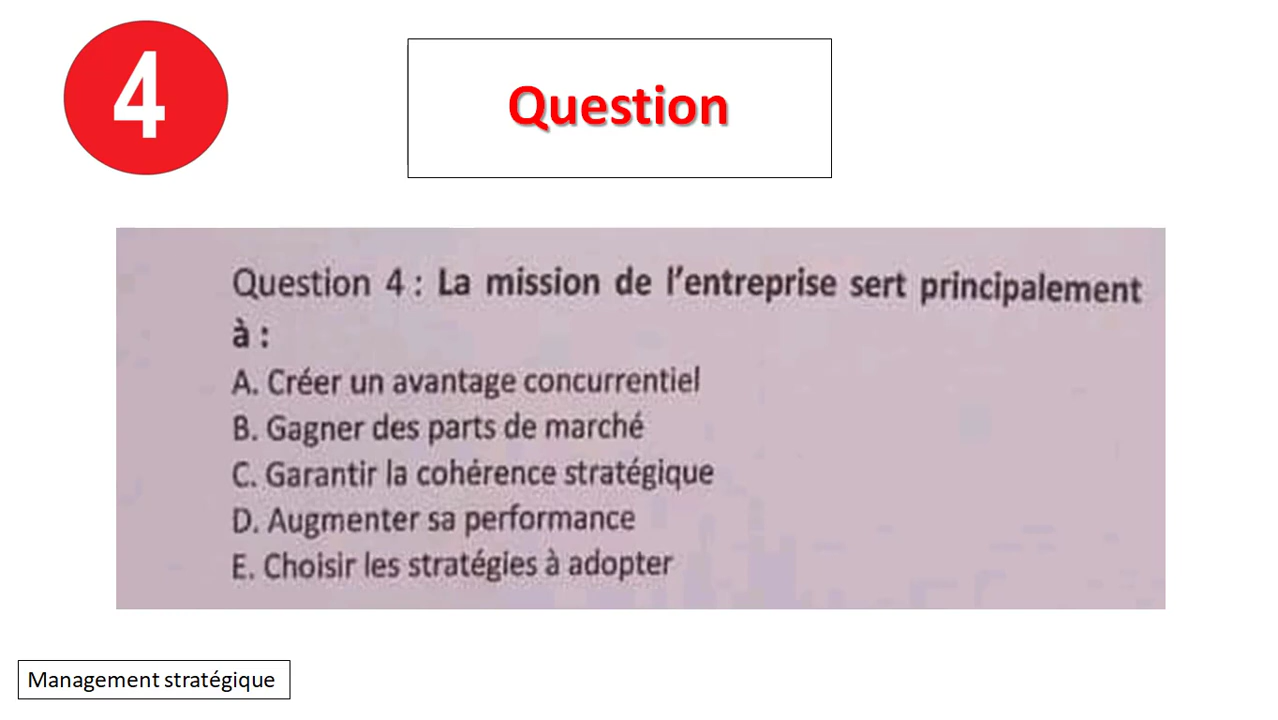 4
Question
Question 4 : La mission de l'entreprise sert principalement
à :
A. Créer un avantage concurrentiel
B. Gagner des parts de marché
C. Garantir la cohérence stratégique
D. Augmenter sa performance
E. Choisir les stratégies à adopter
Management stratégique